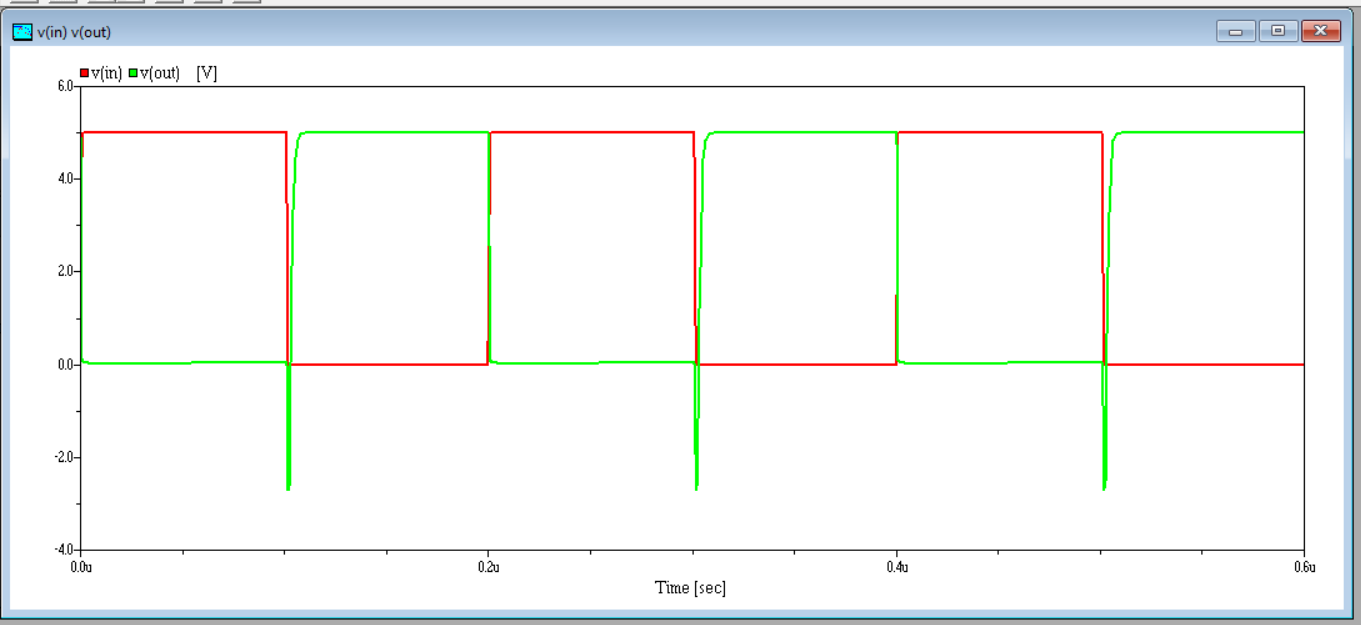 v(in) v(out)
v(in) v(out) [V]
6.0
4.0
2.0
0.0
-2.0
-4.0
0.0u 0.2u 0.4u 0.6u
Time [sec]